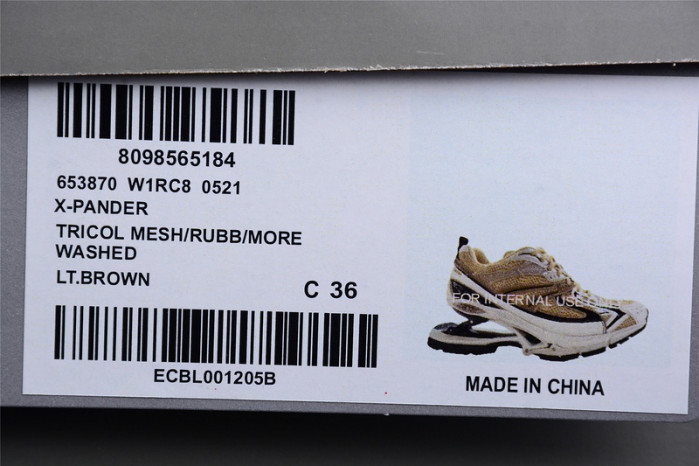 8098565184
653870 W1RC8 0521
X-PANDER
TRICOL MESH/RUBB/MORE
WASHED
LT.BROWN
C 36
FOR INTERNAL USE ONLY
ECBL001205B
MADE IN CHINA